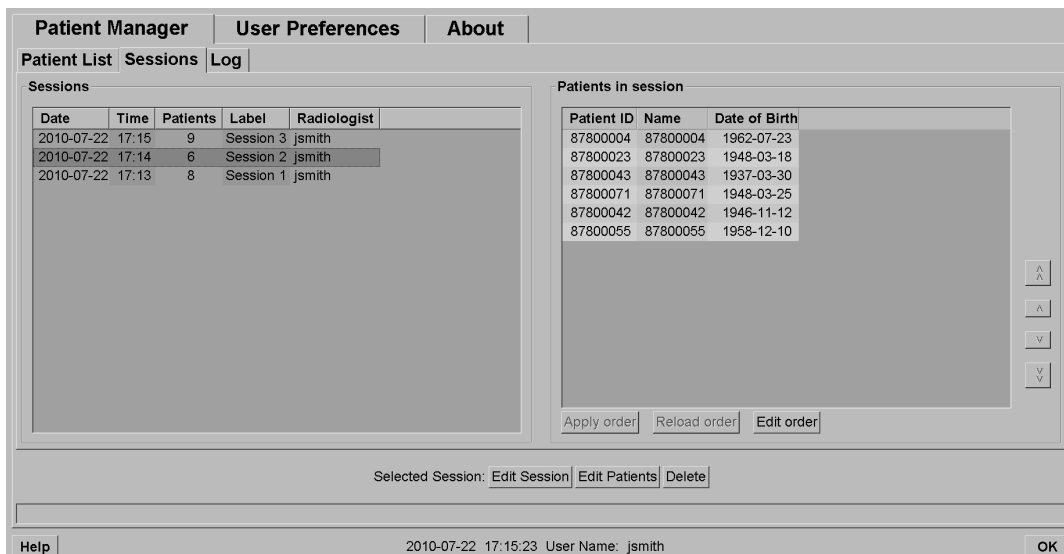 Patient Manager User Preferences About
Patient List Sessions Log
Sessions
Date Time Patients Label Radiologist
2010-07-22 17:15 9 Session 3 jsmith
2010-07-22 17:14 6 Session 2 jsmith
2010-07-22 17:13 8 Session 1 jsmith
Patients in session
Patient ID Name Date of Birth
87800004 87800004 1962-07-23
87800023 87800023 1948-03-18
87800043 87800043 1937-03-30
87800071 87800071 1948-03-25
87800042 87800042 1946-11-12
87800055 87800055 1958-12-10
Apply order Reload order Edit order
Selected Session: Edit Session Edit Patients Delete
Help 2010-07-22 17:15:23 User Name: jsmith OK